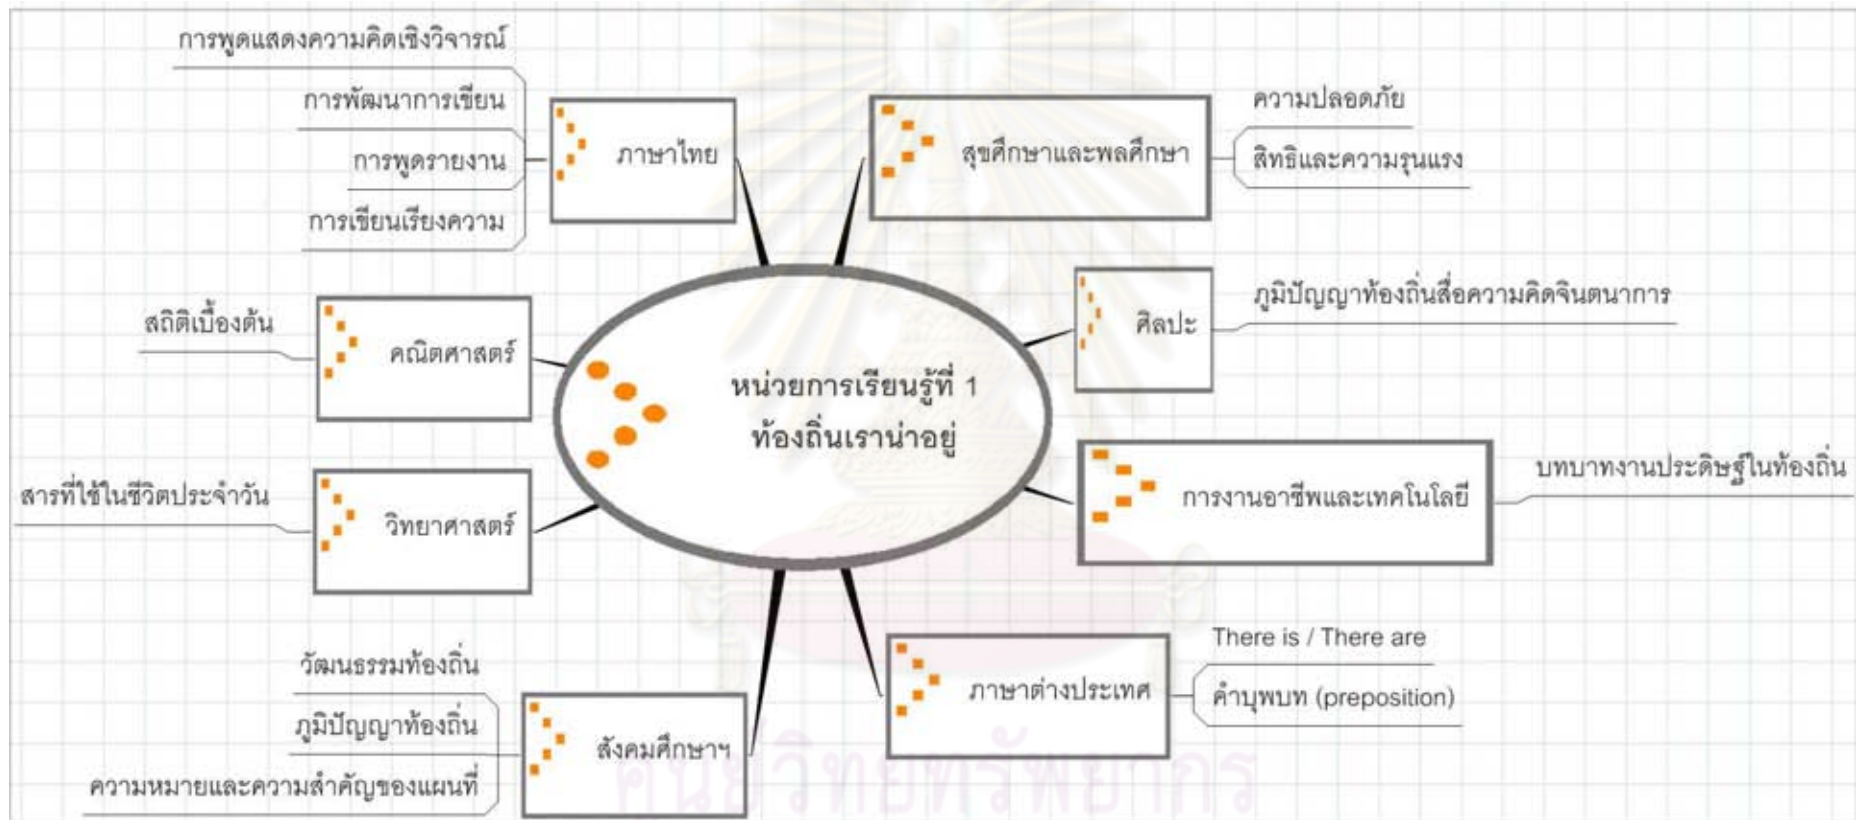 การพูดแสดงความคิดเชิงวิจารณ์
การพัฒนาการเขียน
การพูดรายงาน
การเขียนเรียงความ
ภาษาไทย
สุขศึกษาและพลศึกษา
ความปลอดภัย
สิทธิและความรุนแรง
สถิติเบื้องต้น
คณิตศาสตร์
ศิลปะ
ภูมิปัญญาท้องถิ่นสื่อความคิดจินตนาการ
หน่วยการเรียนรู้ที่ 1
ท้องถิ่นเราน่าอยู่
สารที่ใช้ในชีวิตประจำวัน
วิทยาศาสตร์
การงานอาชีพและเทคโนโลยี
บทบาทงานประดิษฐ์ในท้องถิ่น
วัฒนธรรมท้องถิ่น
ภูมิปัญญาท้องถิ่น
ความหมายและความสำคัญของแผนที่
สังคมศึกษาฯ
ภาษาต่างประเทศ
There is / There are
คำบุพบท (preposition)
ศูนย์วิทยทรัพยากร